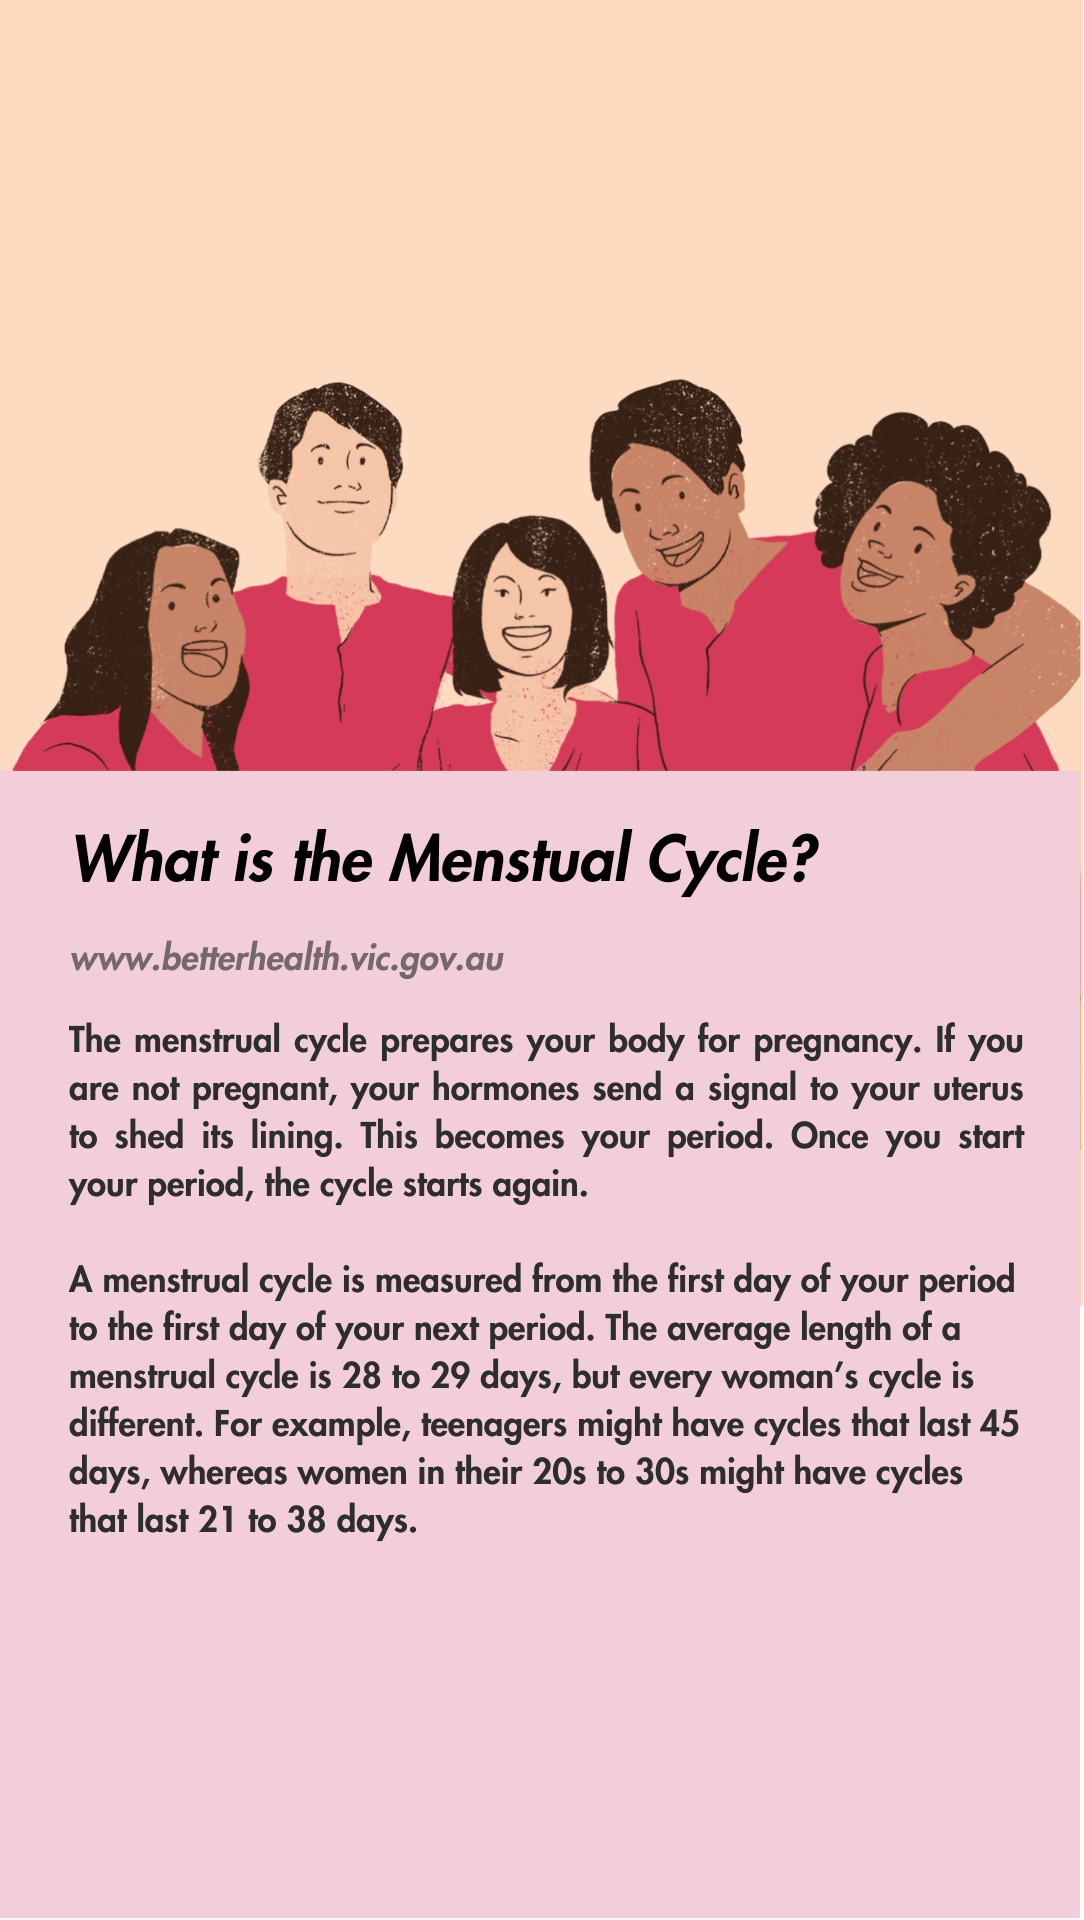 What is the Menstual Cycle?
www.betterhealth.vic.gov.au
The menstrual cycle prepares your body for pregnancy. If you
are not pregnant, your hormones send a signal to your uterus
to shed its lining. This becomes your period. Once you start
your period, the cycle starts again.
A menstrual cycle is measured from the first day of your period
to the first day of your next period. The average length of a
menstrual cycle is 28 to 29 days, but every woman’s cycle is
different. For example, teenagers might have cycles that last 45
days, whereas women in their 20s to 30s might have cycles
that last 21 to 38 days.